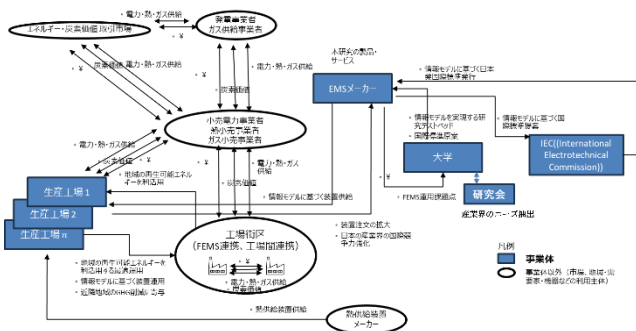 エネルギー・炭素価値取引市場
・電力・熱・ガス供給
・¥
発電事業者
ガス供給事業者
・¥
炭素価値
電力・熱・ガス供給
・¥
・電力・熱・ガス供給
・炭素価値
小売電力事業者
熱小売事業者
ガス小売事業者
本研究の製品・
サービス
EMSメーカー
・情報モデルに基づく日本
発国際標準発行
・情報モデルを実現する研
究テストベッド
・国際標準原案
・情報モデルに基づく国
際標準提案
IEC((International
Electrotechnical
Commission))
大学
研究会
産業界のニーズ抽出
・¥
・FEMS運用課題点
・電力・熱・ガス供給
・炭素価値
・¥
・地域の再生可能エネル
ギーを利活用
・¥
・電力・熱・ガス
供給
・炭素価値
生産工場1
生産工場2
生産工場n
・情報モデルに基づく装置供給
・装置注文の拡大
・日本の産業界の国際競
争力強化
工場街区
(FEMS連携、工場間連携)
・電力・熱・ガス供給
・炭素価値
・地域の再生可能エネルギーを
利活用する最適運用
・情報モデルに基づく装置運用
・近隣地域のGHG削減に寄与
・熱供給装置供給
熱供給装置
メーカー
凡例
事業体
事業体以外(市場、地域・需
要家・機器などの利用主体)